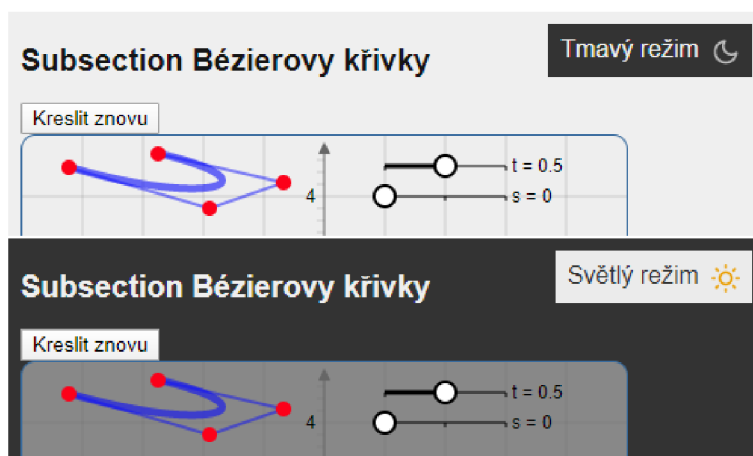 Subsection Bézierovy křivky
Tmavý režim
Kreslit znovu
t = 0.5
4
s = 0
Subsection Bézierovy křivky
Světlý režim
Kreslit znovu
t = 0.5
4
s = 0